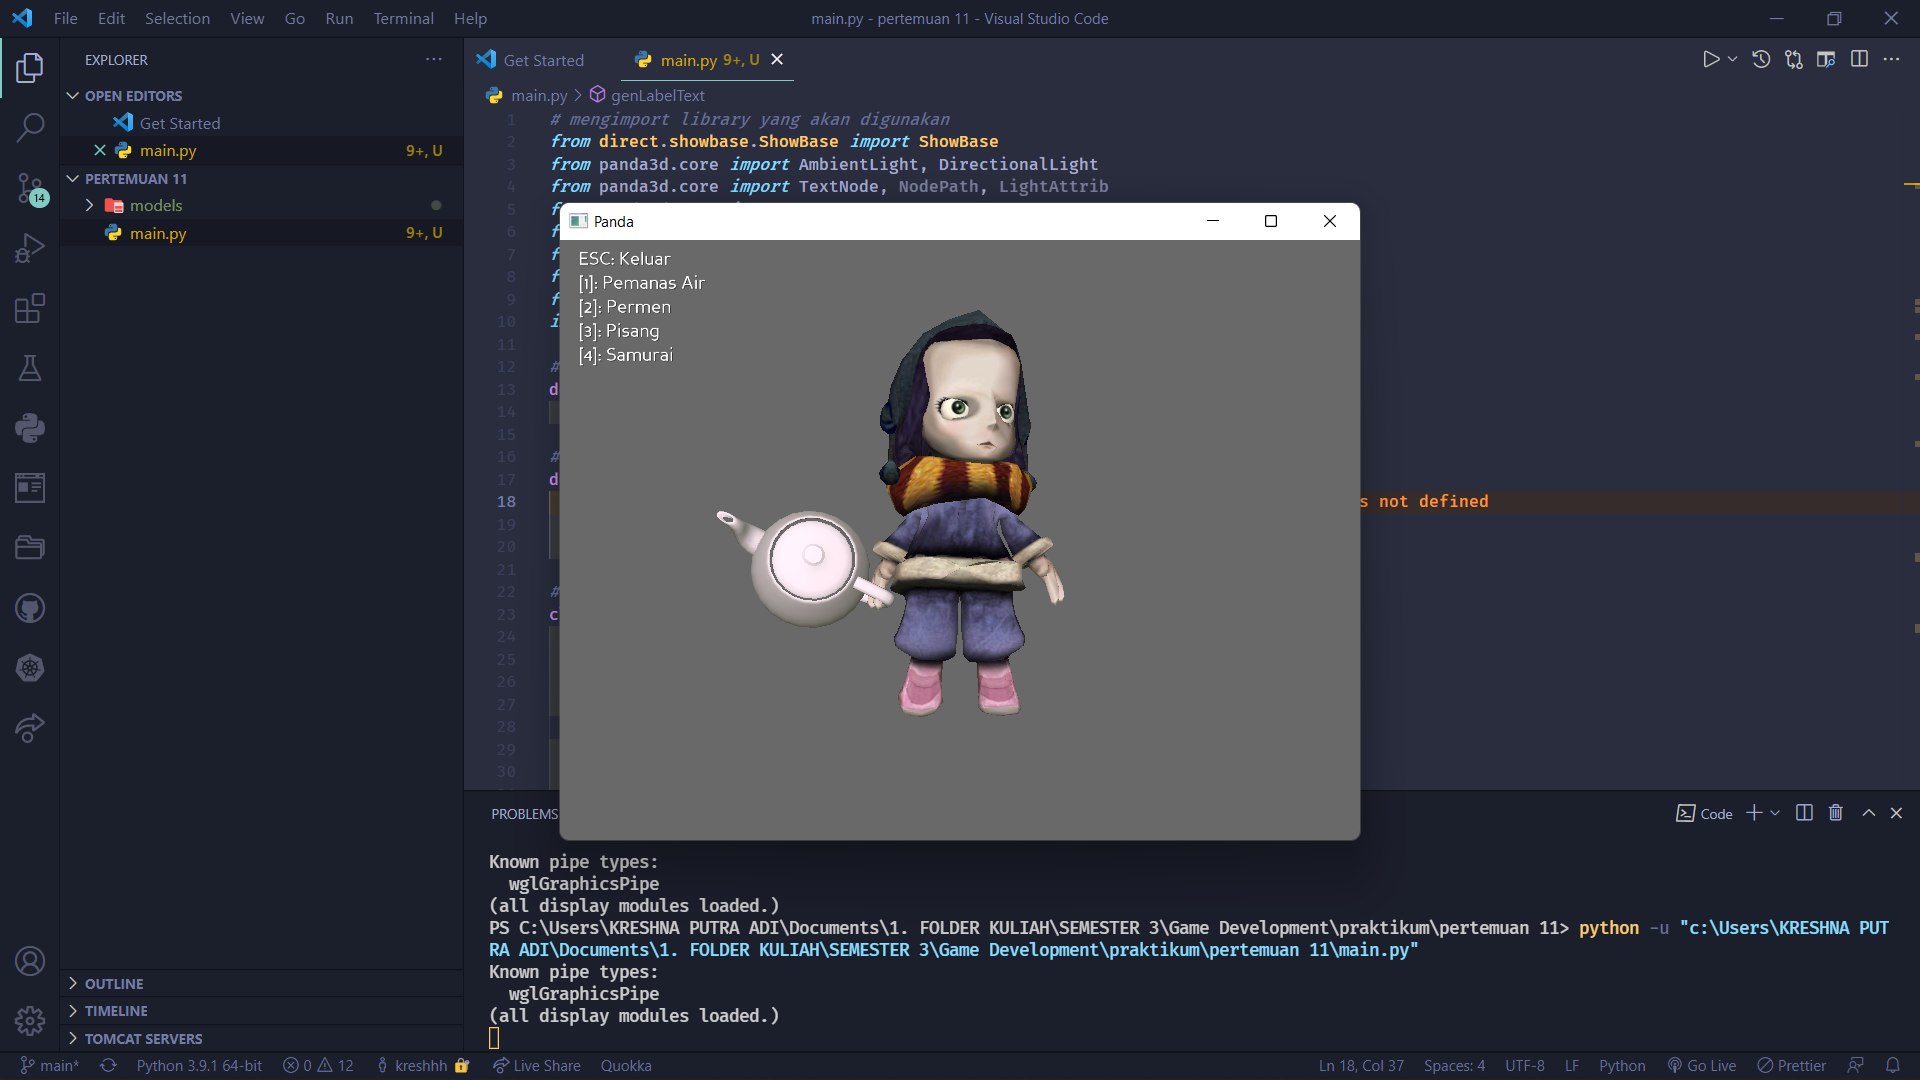 File Edit Selection View Go Run Terminal Help
main.py - pertemuan 11 - Visual Studio Code
EXPLORER
OPEN EDITORS
Get Started
main.py 9+, U
PERTEMUAN 11
models
main.py 9+, U
14
Get Started
main.py 9+, U
main.py > genLabelText
1 # mengimport library yang akan digunakan
2 from direct.showbase.ShowBase import ShowBase
3 from panda3d.core import AmbientLight, DirectionalLight
4 from panda3d.core import TextNode, NodePath, LightAttrib
5
6
7 f
8 f
9 f
10 i
11
12 #
13 d
14
15
16 #
17 d
18 s not defined
19
20
21
22 #
23 c
24
25
26
27
28
29
30
Panda
ESC: Keluar
[1]: Pemanas Air
[2]: Permen
[3]: Pisang
[4]: Samurai
PROBLEMS
Code
Known pipe types:
wglGraphicsPipe
(all display modules loaded.)
PS C:\Users\KRESHNA PUTRA ADI\Documents\1. FOLDER KULIAH\SEMESTER 3\Game Development\praktikum\pertemuan 11> python -u "c:\Users\KRESHNA PUT
RA ADI\Documents\1. FOLDER KULIAH\SEMESTER 3\Game Development\praktikum\pertemuan 11\main.py"
Known pipe types:
wglGraphicsPipe
(all display modules loaded.)
OUTLINE
TIMELINE
TOMCAT SERVERS
main* Python 3.9.1 64-bit 0 12 kreshhh Live Share Quokka
Ln 18, Col 37 Spaces: 4 UTF-8 LF Python Go Live Prettier